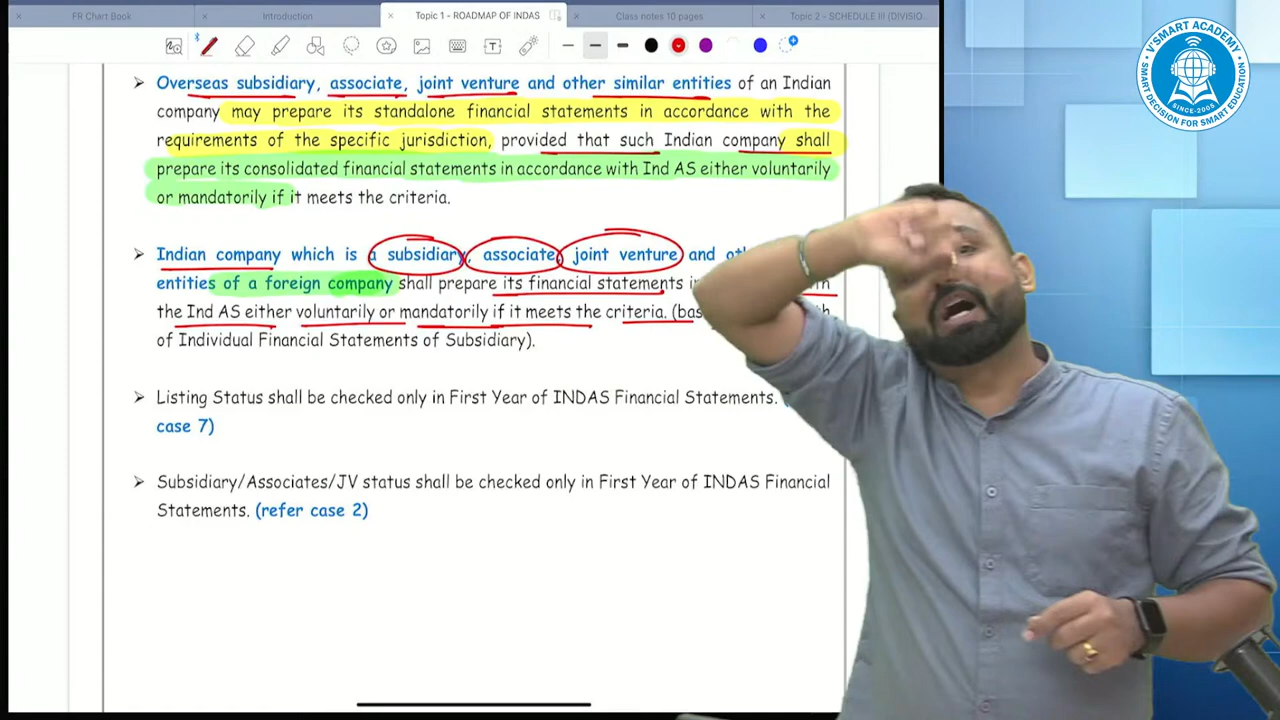 FR Chart Book
Introduction
Topic 1 - ROADMAP OF INDAS
Class notes 10 pages
Topic 2 - SCHEDULE III (DIVISIO
Overseas subsidiary, associate, joint venture and other similar entities of an Indian
company may prepare its standalone financial statements in accordance with the
requirements of the specific jurisdiction, provided that such Indian company shall
prepare its consolidated financial statements in accordance with Ind AS either voluntarily
or mandatorily if it meets the criteria.
Indian company which is a subsidiary, associate, joint venture and
entities of a foreign company shall prepare its financial statements
the Ind AS either voluntarily or mandatorily if it meets the criteria.
of Individual Financial Statements of Subsidiary).
Listing Status shall be checked only in First Year of INDAS Financial Statements.
case 7)
Subsidiary/Associates/JV status shall be checked only in First Year of INDAS Financial
Statements. (refer case 2)
V'SMART ACADEMY
SINCE-2005
SMART DECISION FOR SMART EDUCATION